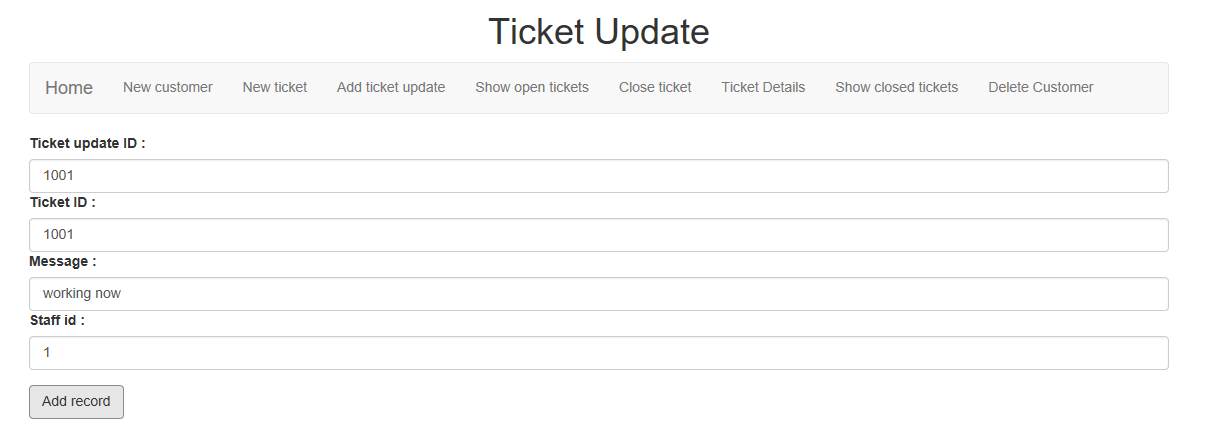 Ticket Update
Home New customer New ticket Add ticket update Show open tickets Close ticket Ticket Details Show closed tickets Delete Customer
Ticket update ID :
1001
Ticket ID :
1001
Message :
working now
Staff id :
1
Add record